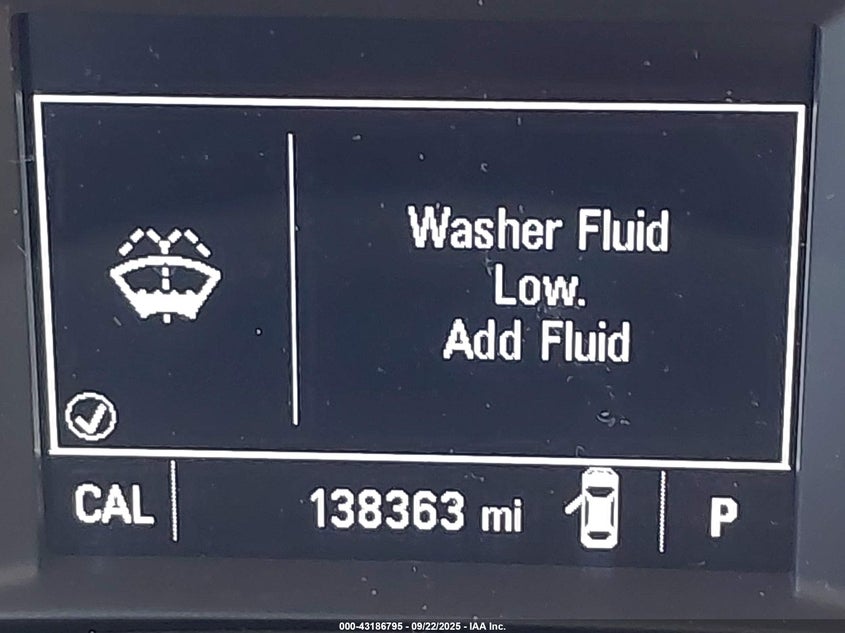 Washer Fluid
Low.
Add Fluid
CAL
138363 mi
P
000-43186795 - 09/22/2025 - IAA Inc.